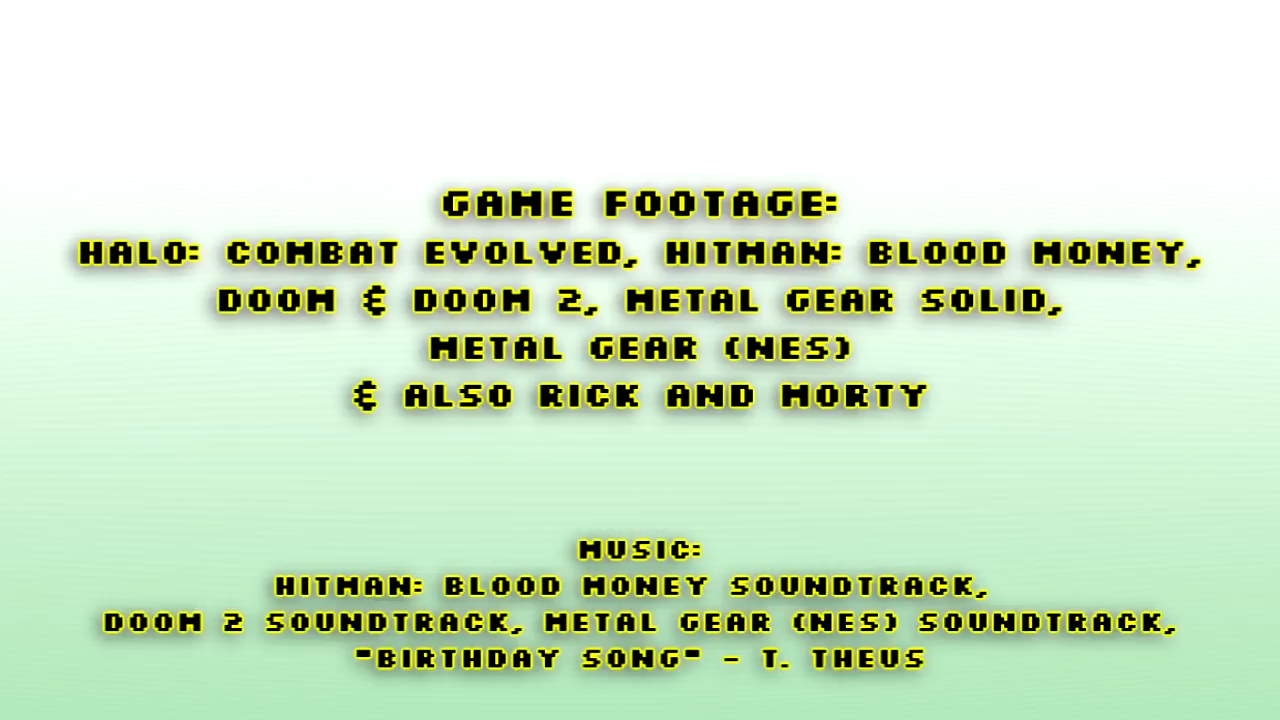 GAME FOOTAGE:
HALO: COMBAT EVOLVED, HITMAN: BLOOD MONEY,
DOOM & DOOM 2, METAL GEAR SOLID,
METAL GEAR (NES)
& ALSO RICK AND MORTY
MUSIC:
HITMAN: BLOOD MONEY SOUNDTRACK,
DOOM 2 SOUNDTRACK, METAL GEAR (NES) SOUNDTRACK,
"BIRTHDAY SONG" - T. THEUS